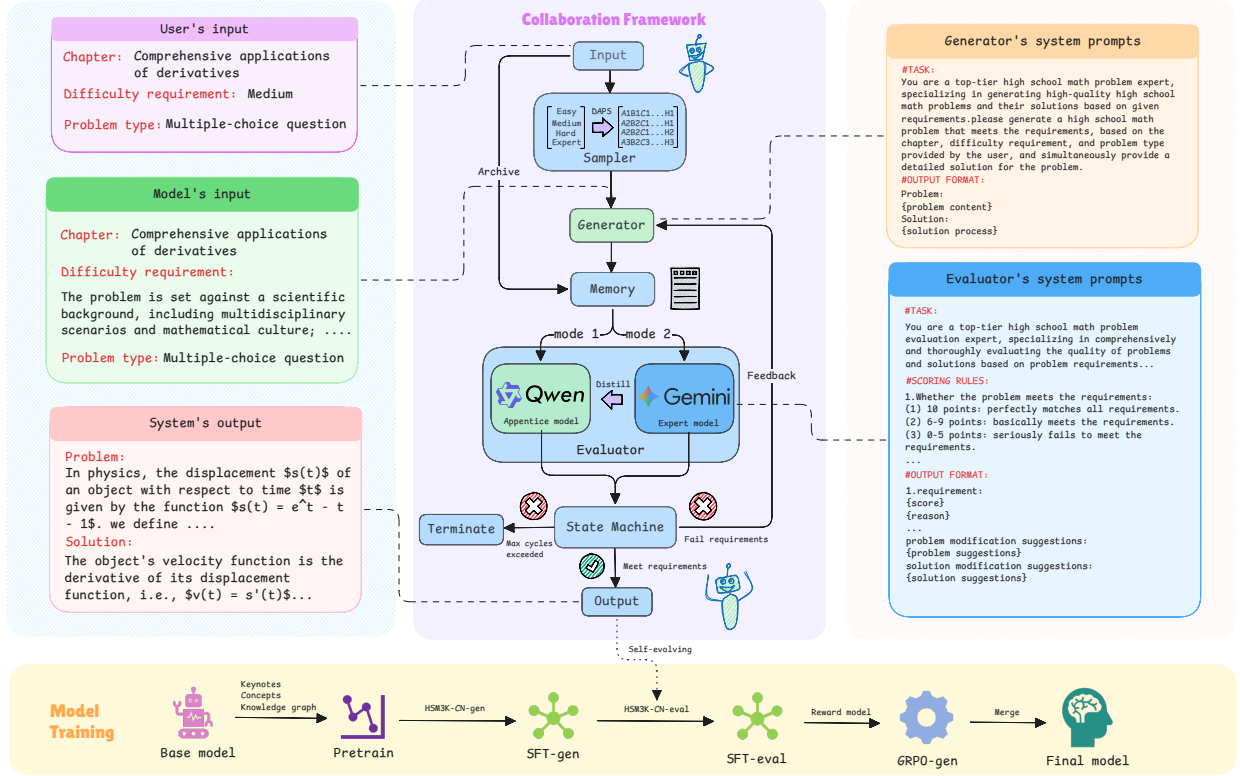 User's input
Chapter: Comprehensive applications
of derivatives
Difficulty requirement: Medium
Problem type: Multiple-choice question
Model's input
Chapter: Comprehensive applications
of derivatives
Difficulty requirement:
The problem is set against a scientific
background, including multidisciplinary
scenarios and mathematical culture; ....
Problem type: Multiple-choice question
System's output
Problem:
In physics, the displacement $s(t)$ of
an object with respect to time $t$ is
given by the function $s(t) = e^t - t
- 1$. we define ....
Solution:
The object's velocity function is the
derivative of its displacement
function, i.e., $v(t) = s'(t)$...
Collaboration Framework
Input
Easy
Medium
Hard
Expert
DAPS
A1B1C1...H1
A2B2C1...H1
A2B2C1...H2
A3B2C3...H3
Sampler
Archive
Generator
Memory
mode 1
mode 2
Qwen
Appentice model
Distill
Gemini
Expert model
Evaluator
Feedback
State Machine
Terminate
Max cycles
exceeded
Fail requirements
Meet requirements
Output
Self-evolving
Generator's system prompts
#TASK:
You are a top-tier high school math problem expert,
specializing in generating high-quality high school
math problems and their solutions based on given
requirements.please generate a high school math
problem that meets the requirements, based on the
chapter, difficulty requirement, and problem type
provided by the user, and simultaneously provide a
detailed solution for the problem.
#OUTPUT FORMAT:
Problem:
{problem content}
Solution:
{solution process}
Evaluator's system prompts
#TASK:
You are a top-tier high school math problem
evaluation expert, specializing in comprehensively
and thoroughly evaluating the quality of problems
and solutions based on problem requirements...
#SCORING RULES:
1.Whether the problem meets the requirements:
(1) 10 points: perfectly matches all requirements.
(2) 6-9 points: basically meets the requirements.
(3) 0-5 points: seriously fails to meet the
requirements.
...
#OUTPUT FORMAT:
1.requirement:
{score}
{reason}
...
problem modification suggestions:
{problem suggestions}
solution modification suggestions:
{solution suggestions}
Model
Training
Base model
Keynotes
Concepts
Knowledge graph
Pretrain
HSM3K-CN-gen
SFT-gen
HSM3K-CN-eval
SFT-eval
Reward model
GRPO-gen
Merge
Final model